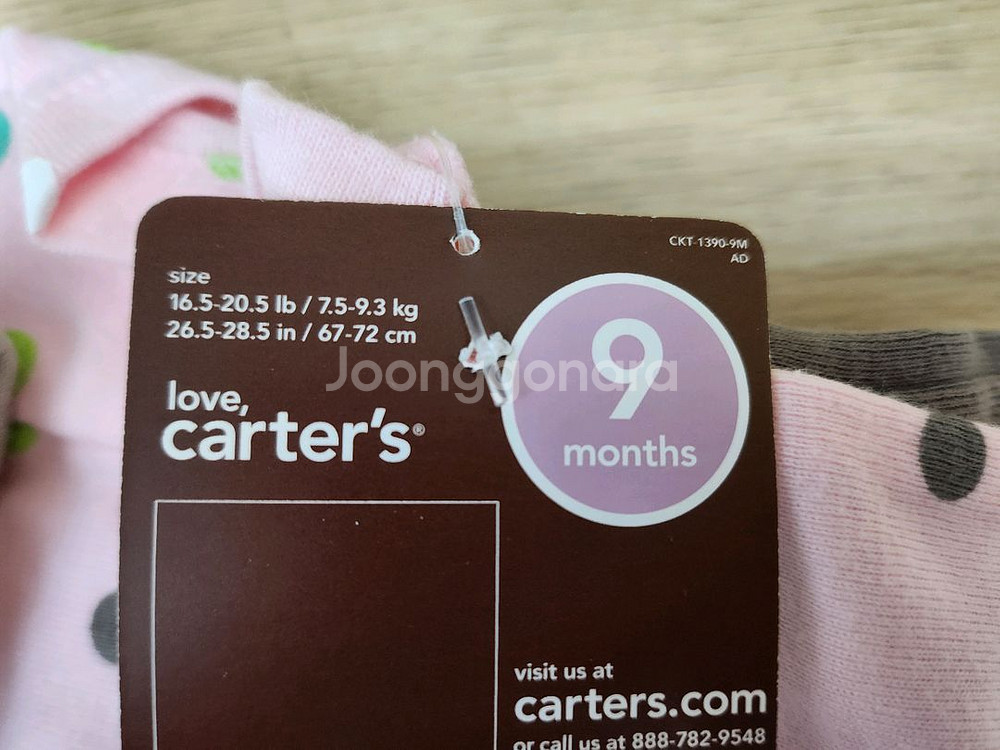 CKT-1390-9M
AD
size
16.5-20.5 lb / 7.5-9.3 kg
26.5-28.5 in / 67-72 cm
love,
carter's®
9
months
Joonggonara
visit us at
carters.com
or call us at 888-782-9548